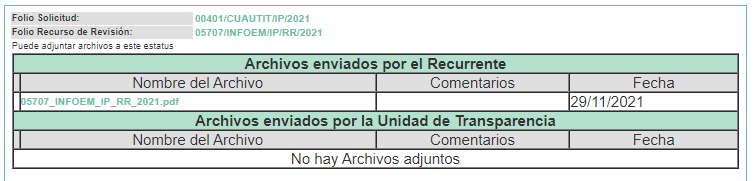 Folio Solicitud: 00401/CUAUTIT/IP/2021
Folio Recurso de Revisión: 05707/INFOEM/IP/RR/2021
Puede adjuntar archivos a este estatus
Archivos enviados por el Recurrente
Nombre del Archivo Comentarios Fecha
05707_INFOEM_IP_RR_2021.pdf 29/11/2021
Archivos enviados por la Unidad de Transparencia
Nombre del Archivo Comentarios Fecha
No hay Archivos adjuntos